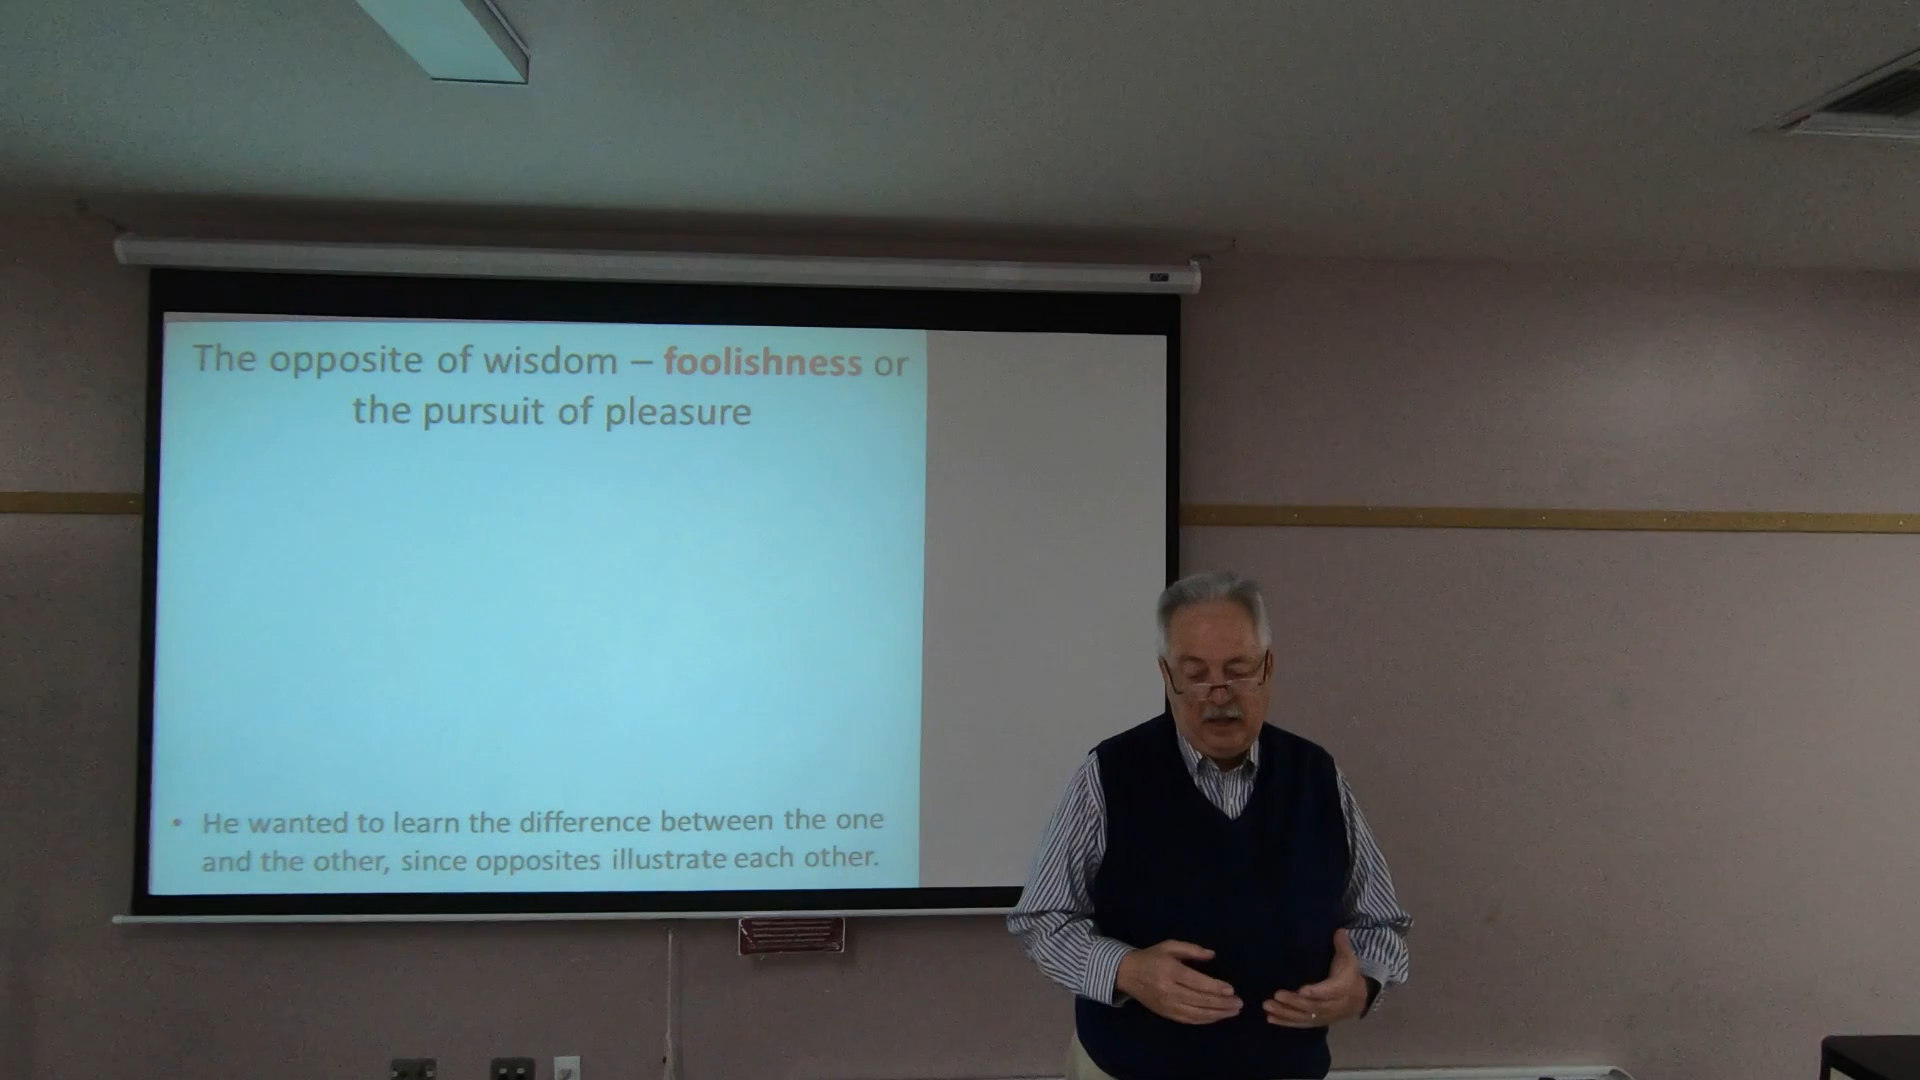 The opposite of wisdom – foolishness or
the pursuit of pleasure
• He wanted to learn the difference between the one
and the other, since opposites illustrate each other.